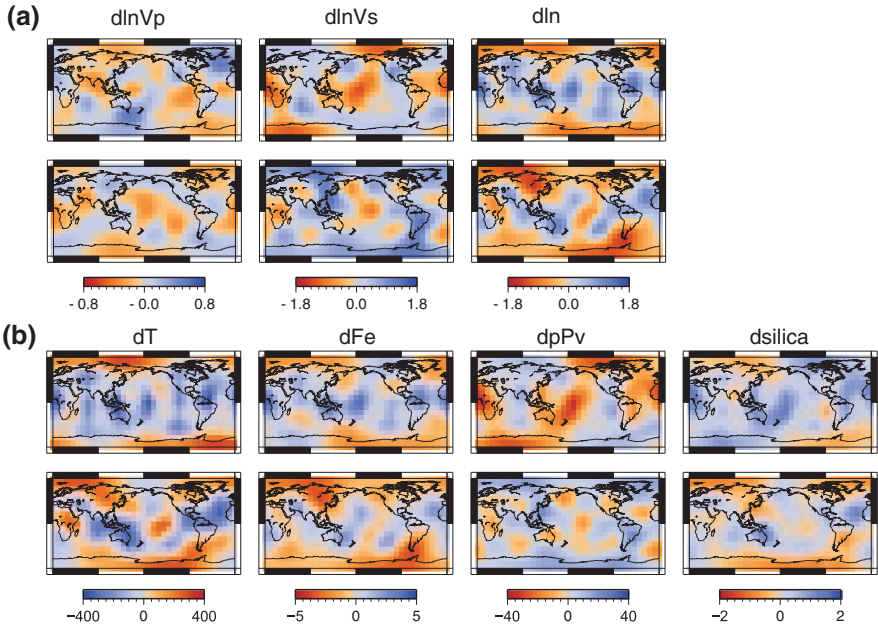 (a)
dlnVp dlnVs dln
- 0.8 - 0.0 0.8
- 1.8 0.0 1.8
- 1.8 0.0 1.8
(b)
dT dFe dpPv dsilica
-400 0 400
-5 0 5
-40 0 40
-2 0 2